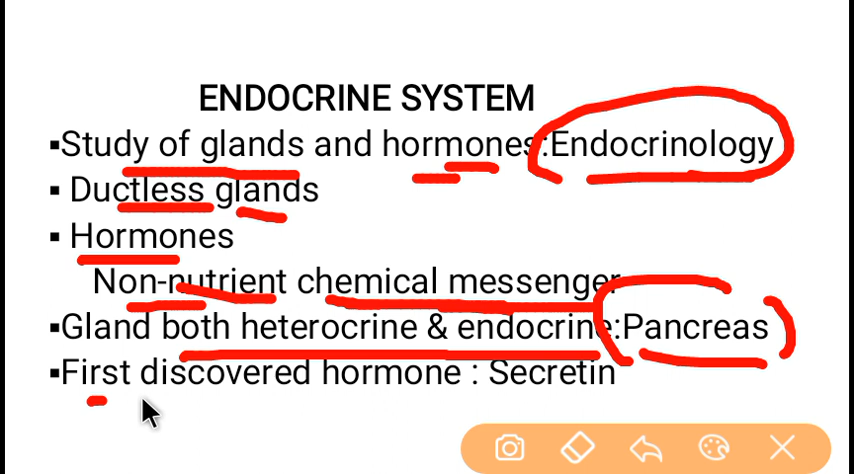 ENDOCRINE SYSTEM
▪Study of glands and hormones:Endocrinology
▪ Ductless glands
▪ Hormones
Non-nutrient chemical messenger
▪Gland both heterocrine & endocrine:Pancreas
▪First discovered hormone : Secretin